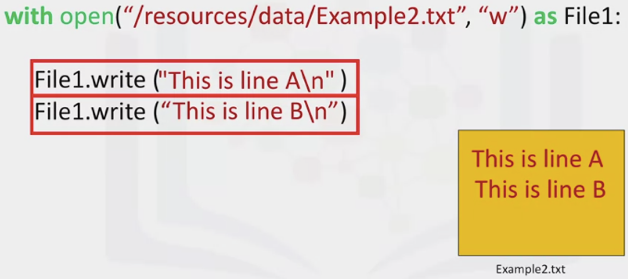 with open(“/resources/data/Example2.txt”, “w”) as File1:
File1.write ("This is line A\n" )
File1.write (“This is line B\n”)
This is line A
This is line B
Example2.txt